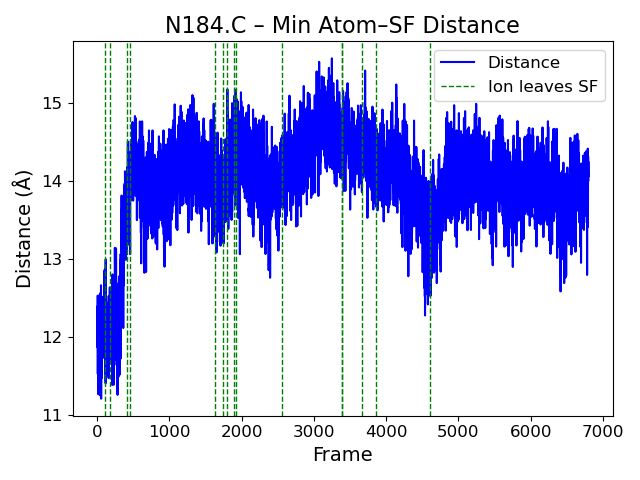 N184.C – Min Atom–SF Distance
Distance
Ion leaves SF
Distance (Å)
15
14
13
12
11
0 1000 2000 3000 4000 5000 6000 7000
Frame